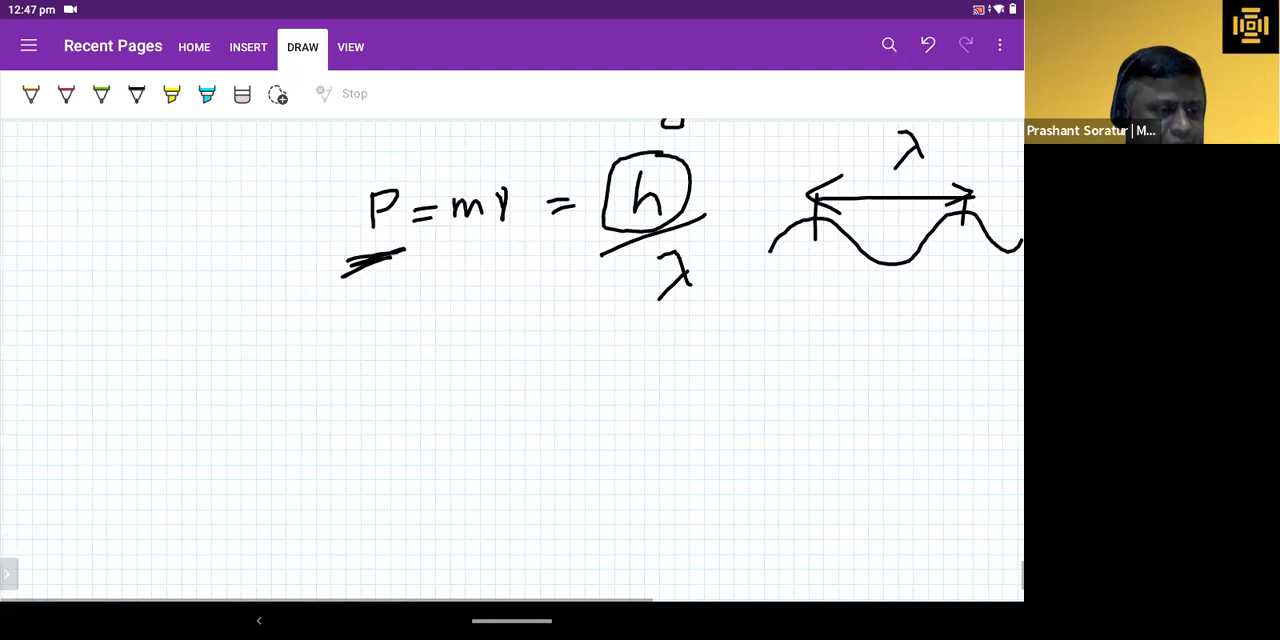 12:47 pm
Recent Pages HOME INSERT DRAW VIEW
Stop
Prashant Soratur | M...
λ
P = mv = h / λ